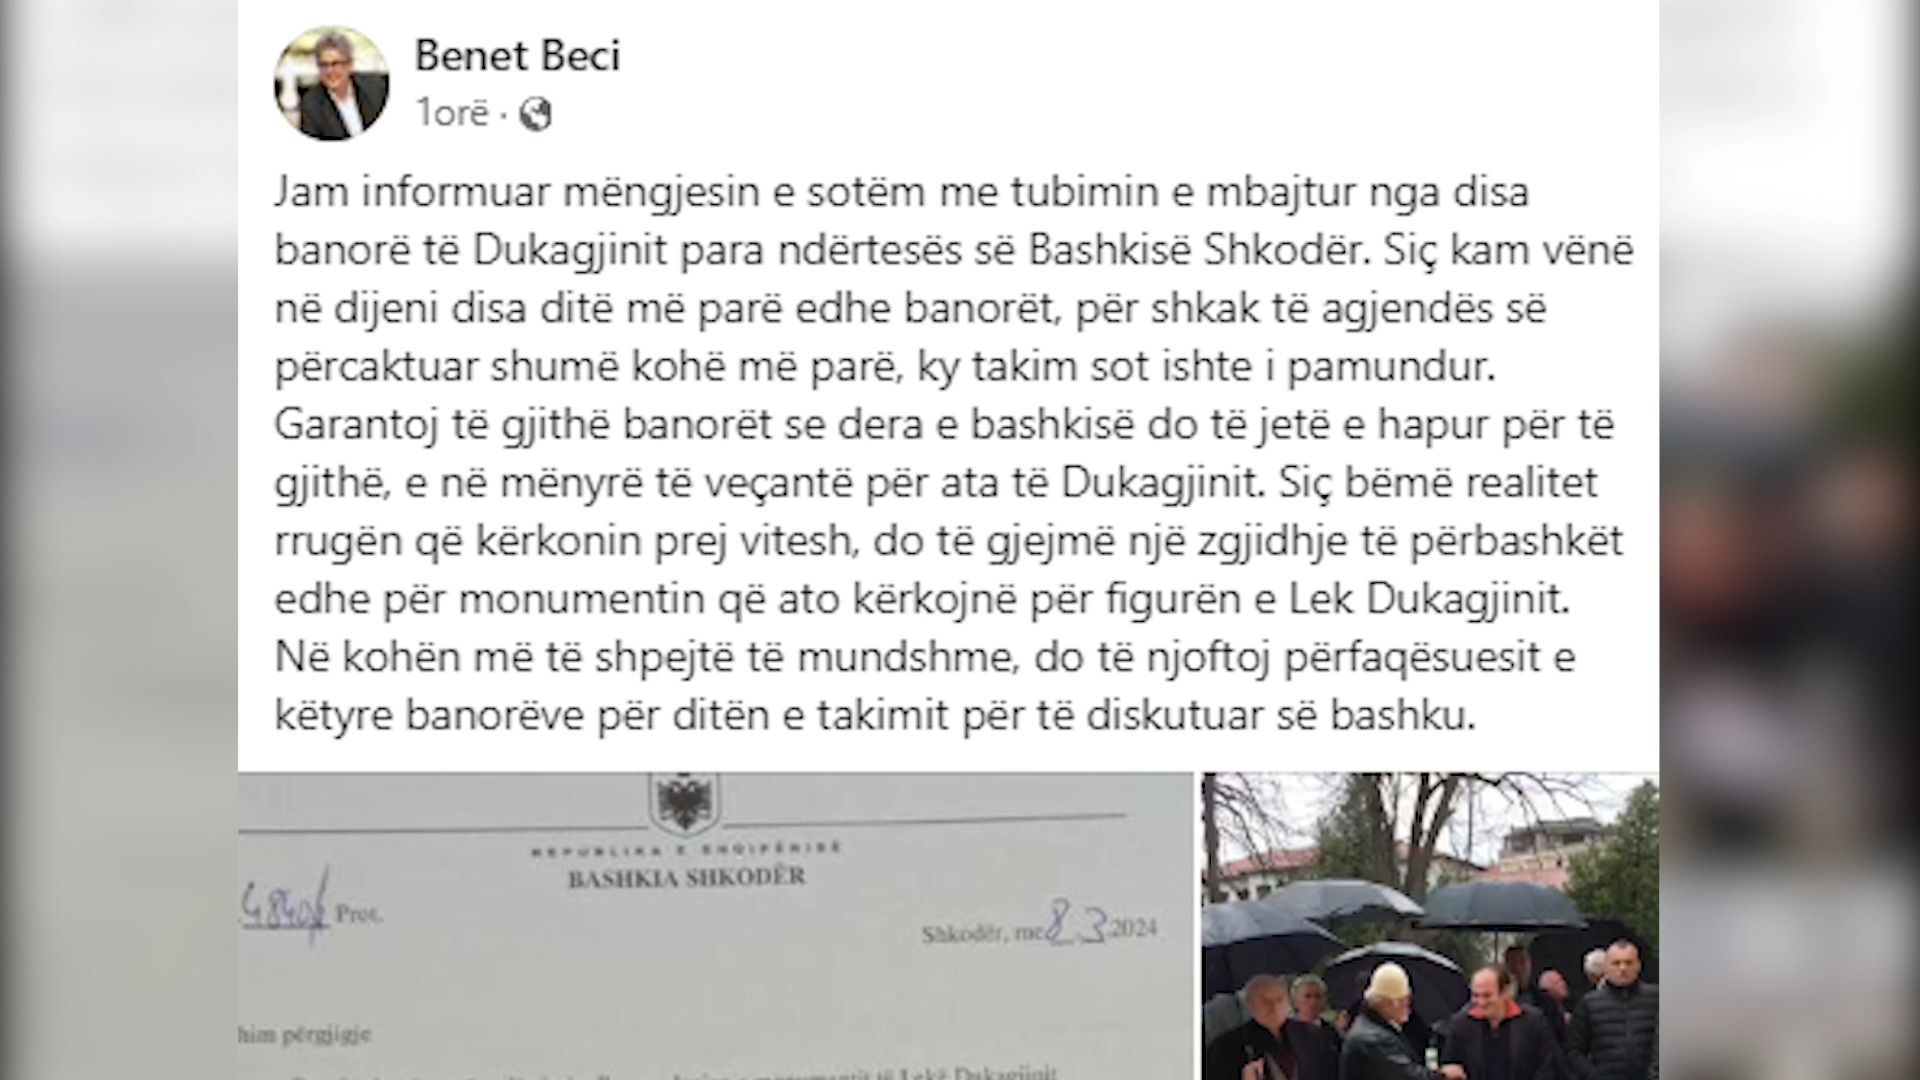 Benet Beci
1orë ·
Jam informuar mëngjesin e sotëm me tubimin e mbajtur nga disa
banorë të Dukagjinit para ndërtesës së Bashkisë Shkodër. Siç kam vënë
në dijeni disa ditë më parë edhe banorët, për shkak të agjendës së
përcaktuar shumë kohë më parë, ky takim sot ishte i pamundur.
Garantoj të gjithë banorët se dera e bashkisë do të jetë e hapur për të
gjithë, e në mënyrë të veçantë për ata të Dukagjinit. Siç bëmë realitet
rrugën që kërkonin prej vitesh, do të gjejmë një zgjidhje të përbashkët
edhe për monumentin që ato kërkojnë për figurën e Lek Dukagjinit.
Në kohën më të shpejtë të mundshme, do të njoftoj përfaqësuesit e
këtyre banorëve për ditën e takimit për të diskutuar së bashku.
REPUBLIKA E SHQIPËRISË
BASHKIA SHKODËR
Prot.
Shkodër, me 8.3.2024
him përgjigje
monumentit të Lekë Dukagjinit